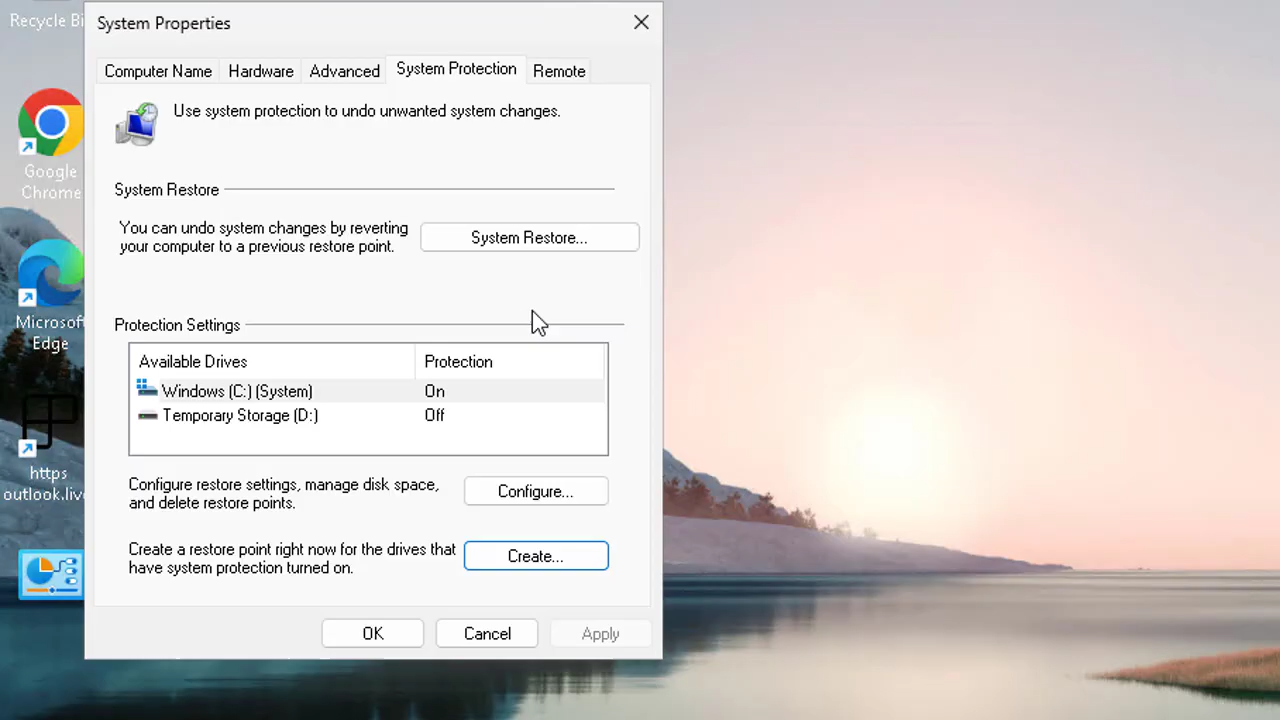 Recycle Bi
System Properties
Computer Name
Hardware
Advanced
System Protection
Remote
Use system protection to undo unwanted system changes.
System Restore
You can undo system changes by reverting
your computer to a previous restore point.
System Restore...
Protection Settings
Available Drives Protection
Windows (C:) (System) On
Temporary Storage (D:) Off
Configure restore settings, manage disk space,
and delete restore points.
Configure...
Create a restore point right now for the drives that
have system protection turned on.
Create...
OK
Cancel
Apply
Google
Chrome
Microsof
Edge
https
outlook.live